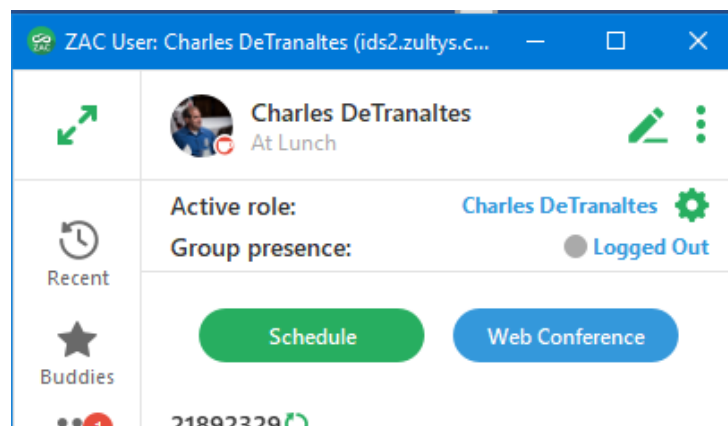 ZAC User: Charles DeTranaltes (ids2.zultys.c...
Charles DeTranaltes
At Lunch
Active role: Charles DeTranaltes
Group presence: Logged Out
Recent
Schedule Web Conference
Buddies
21892329